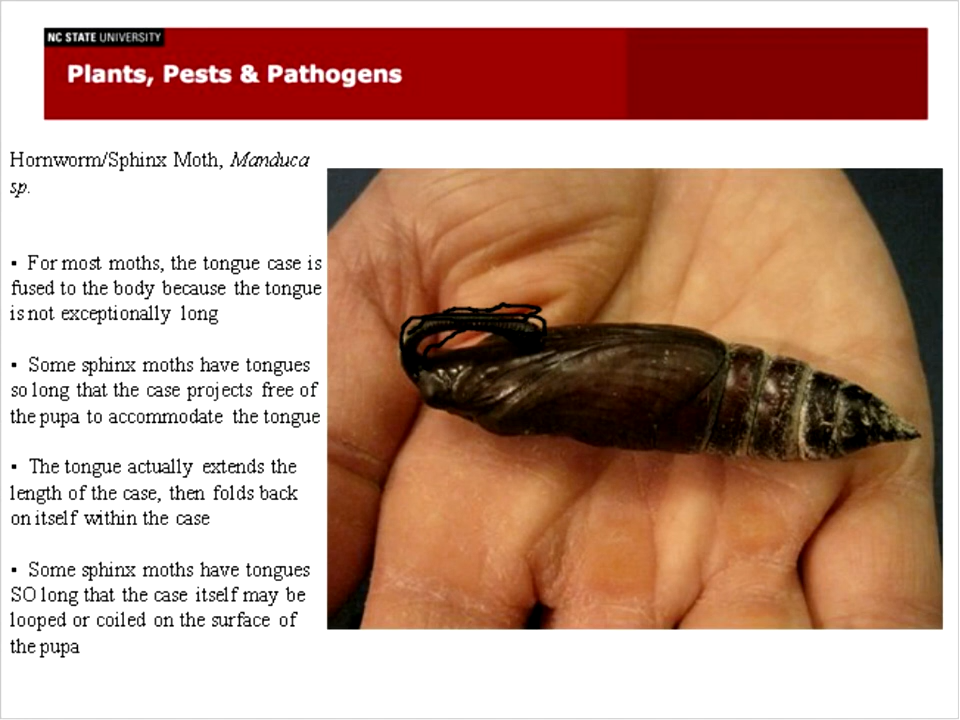 NC STATE UNIVERSITY
Plants, Pests & Pathogens
Hornworm/Sphinx Moth, Manduca
sp.
▪ For most moths, the tongue case is
fused to the body because the tongue
is not exceptionally long
▪ Some sphinx moths have tongues
so long that the case projects free of
the pupa to accommodate the tongue
▪ The tongue actually extends the
length of the case, then folds back
on itself within the case
▪ Some sphinx moths have tongues
SO long that the case itself may be
looped or coiled on the surface of
the pupa